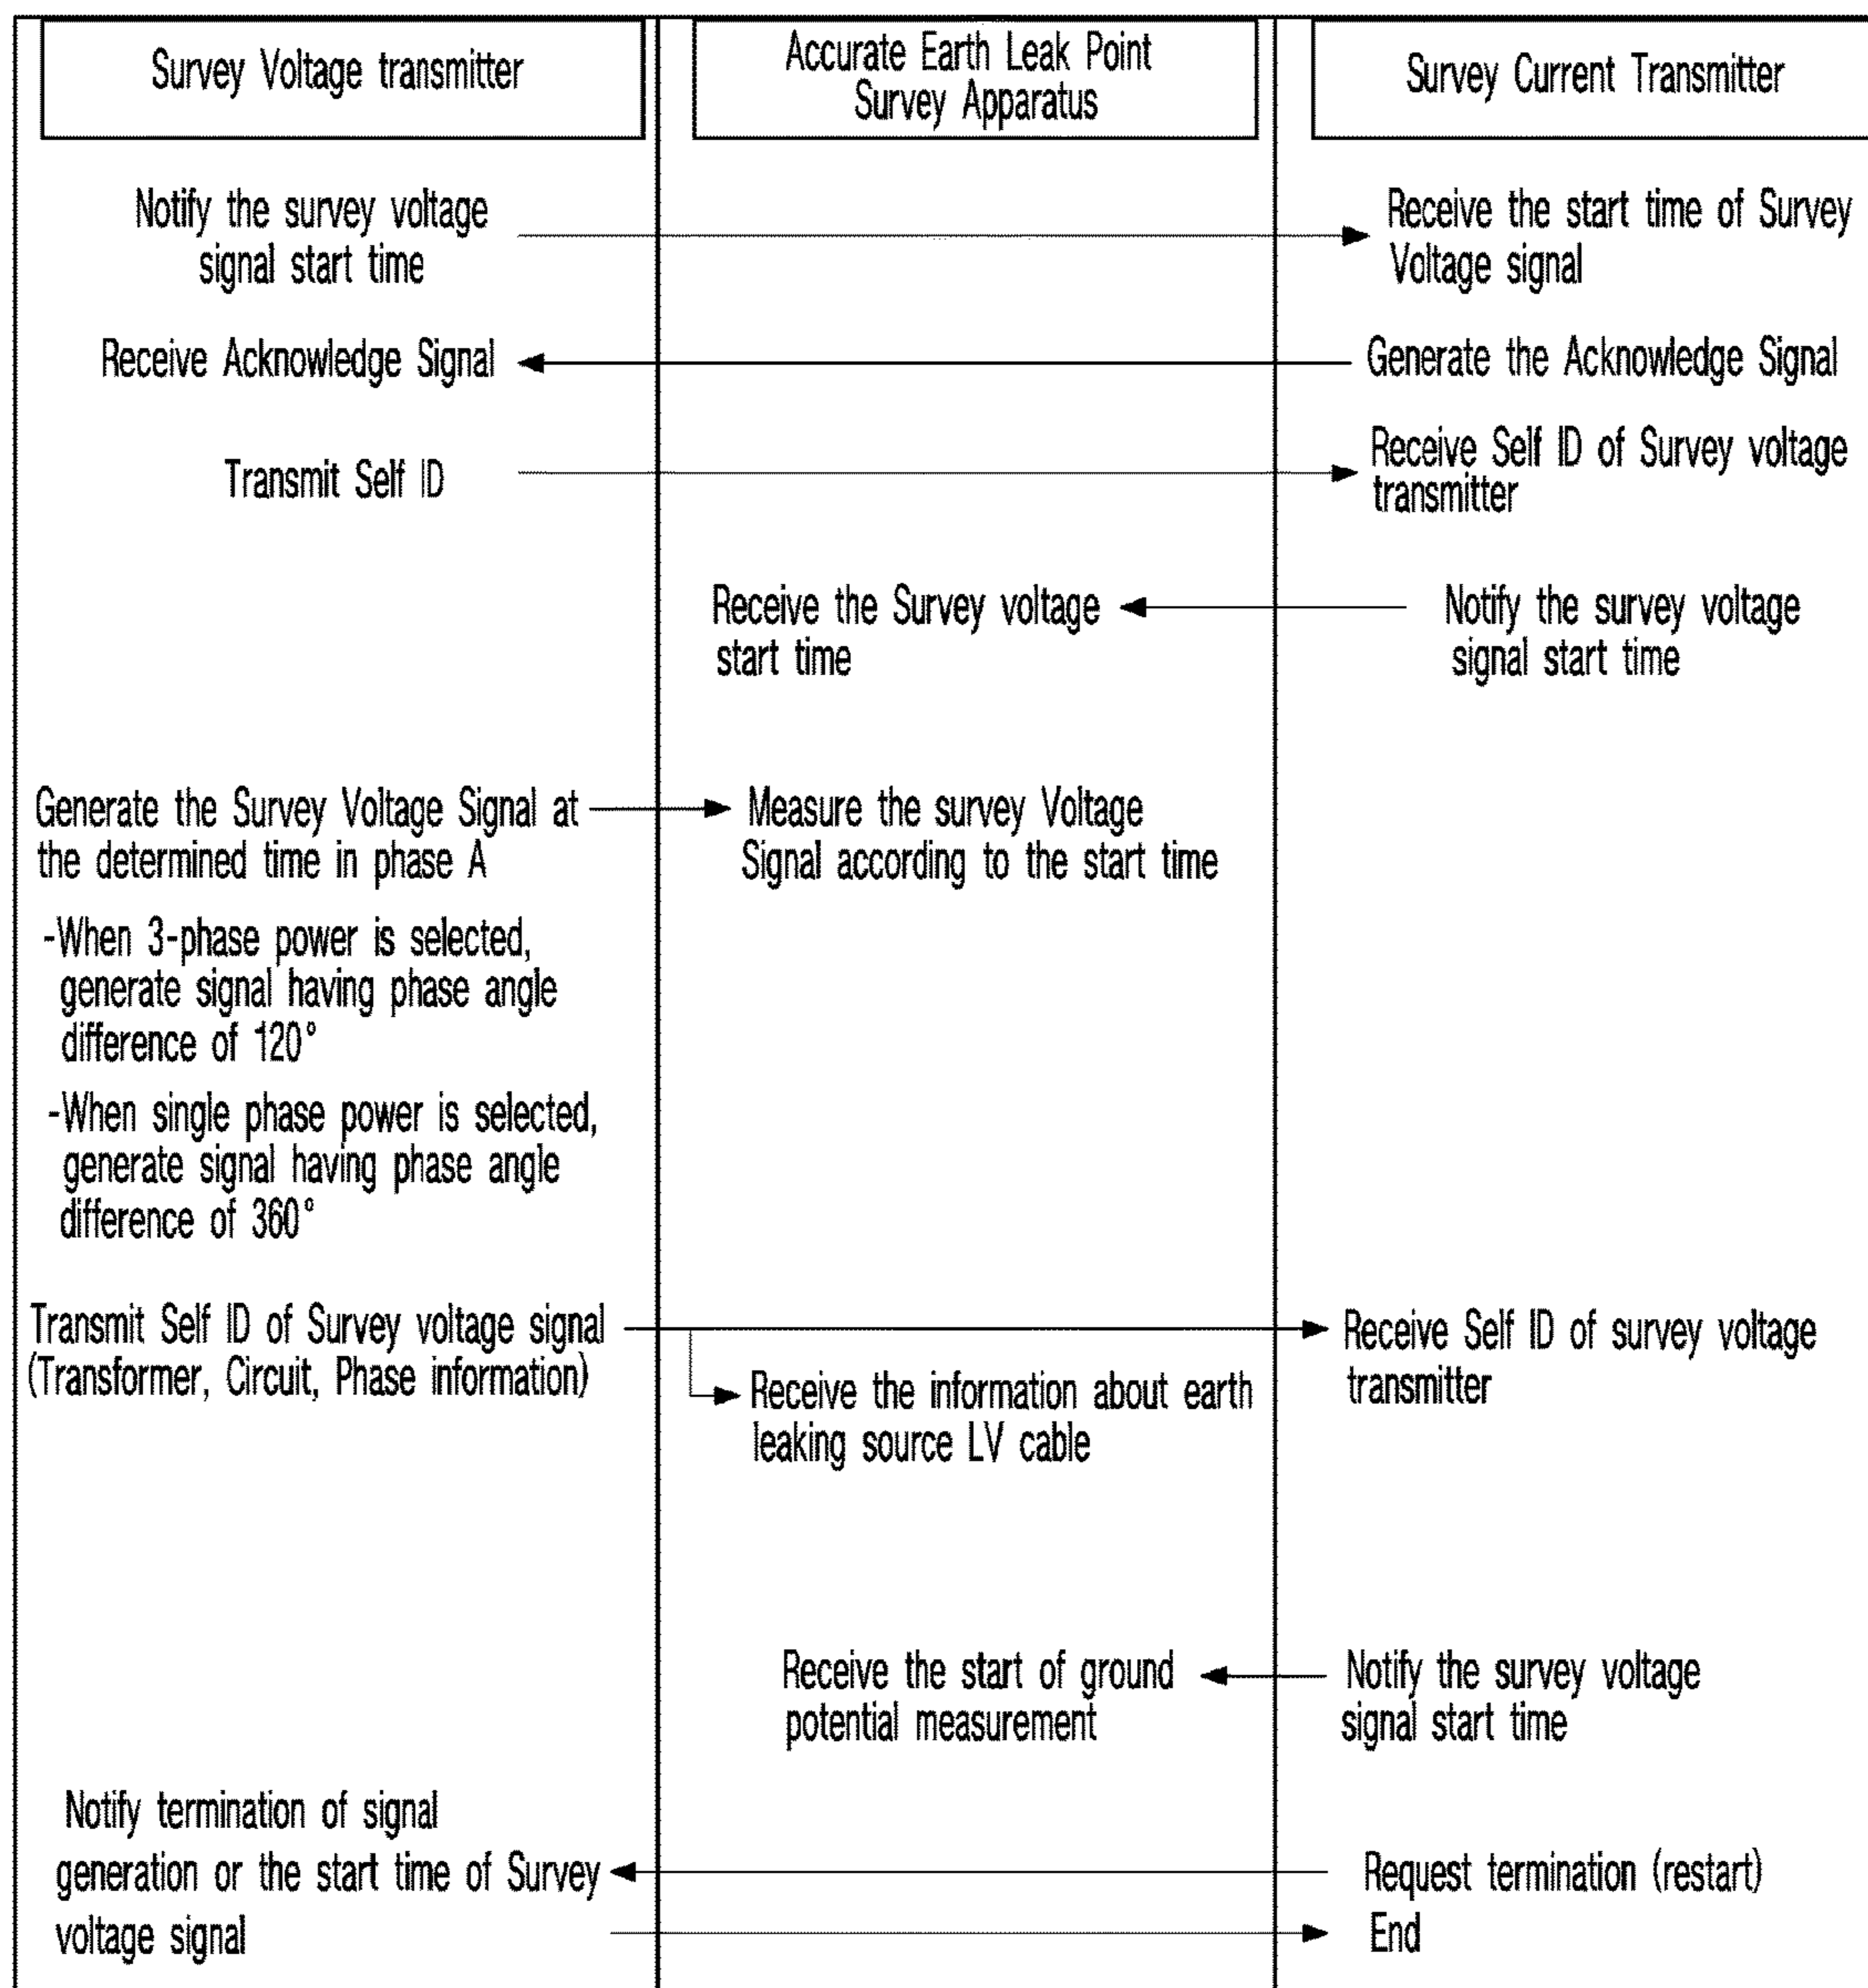 Survey Voltage transmitter
Accurate Earth Leak Point
Survey Apparatus
Survey Current Transmitter
Notify the survey voltage
signal start time
Receive the start time of Survey
Voltage signal
Receive Acknowledge Signal
Generate the Acknowledge Signal
Transmit Self ID
Receive Self ID of Survey voltage
transmitter
Receive the Survey voltage
start time
Notify the survey voltage
signal start time
Generate the Survey Voltage Signal at
the determined time in phase A
Measure the survey Voltage
Signal according to the start time
-When 3-phase power is selected,
generate signal having phase angle
difference of 120°
-When single phase power is selected,
generate signal having phase angle
difference of 360°
Transmit Self ID of Survey voltage signal
(Transformer, Circuit, Phase information)
Receive Self ID of survey voltage
transmitter
Receive the information about earth
leaking source LV cable
Receive the start of ground
potential measurement
Notify the survey voltage
signal start time
Notify termination of signal
generation or the start time of Survey
voltage signal
Request termination (restart)
End